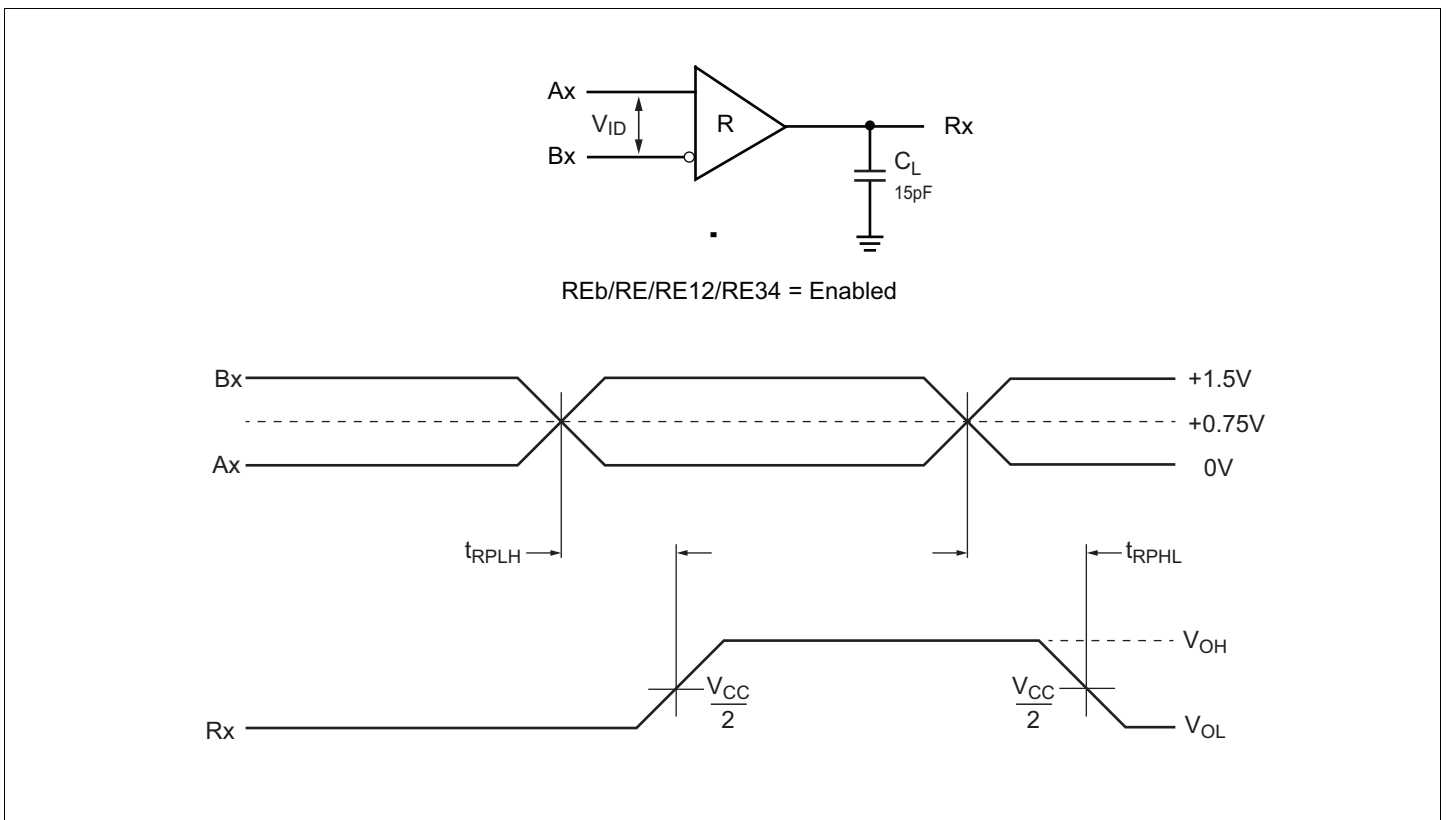 Ax
VID
R
Rx
Bx
CL
15pF
REb/RE/RE12/RE34 = Enabled
Bx
+1.5V
+0.75V
Ax
0V
tRPLH
tRPHL
VOH
VCC
2
VCC
2
Rx
VOL